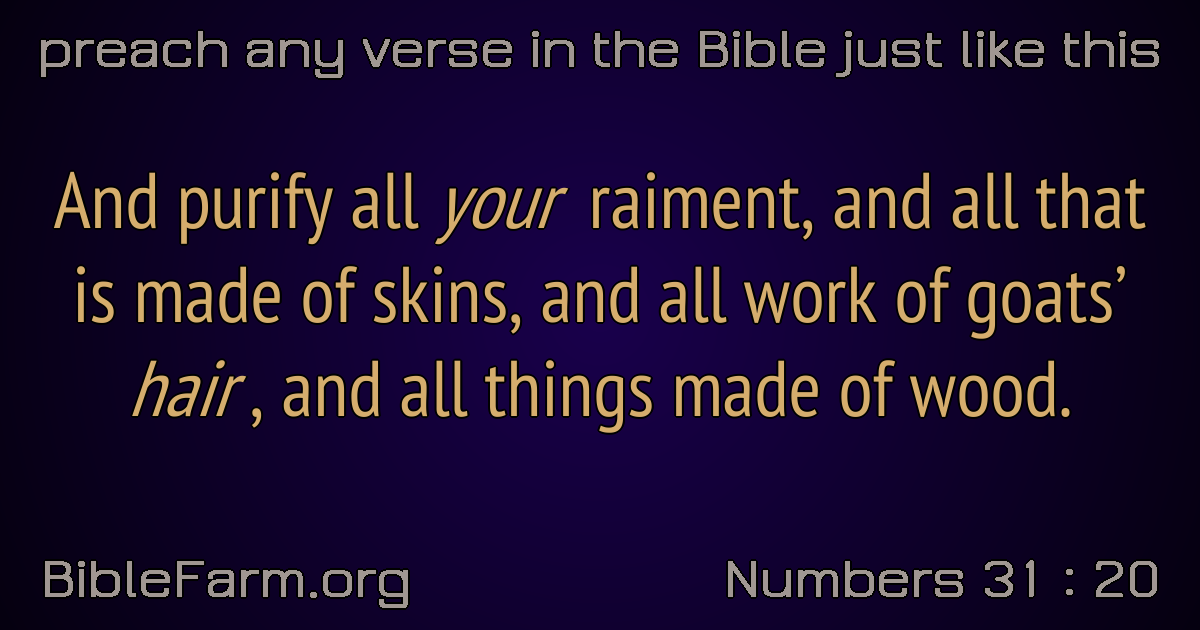 preach any verse in the Bible just like this
And purify all your raiment, and all that
is made of skins, and all work of goats’
hair, and all things made of wood.
BibleFarm.org
Numbers 31 : 20